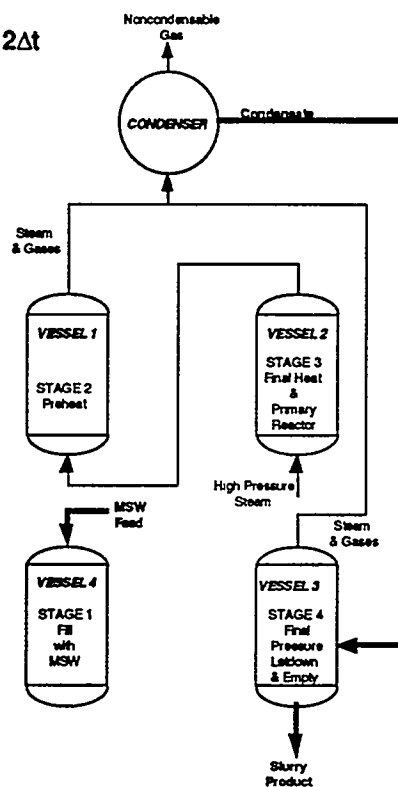 Noncondensable
Gas
2Δt
CONDENSER
Condensate
Steam
& Gases
VESSEL 1
STAGE 2
Preheat
VESSEL 2
STAGE 3
Final Heat
&
Primary
Reactor
High Pressure
Steam
MSW
Feed
Steam
& Gases
VESSEL 4
STAGE 1
Fill
with
MSW
VESSEL 3
STAGE 4
Final
Pressure
Letdown
& Empty
Slurry
Product